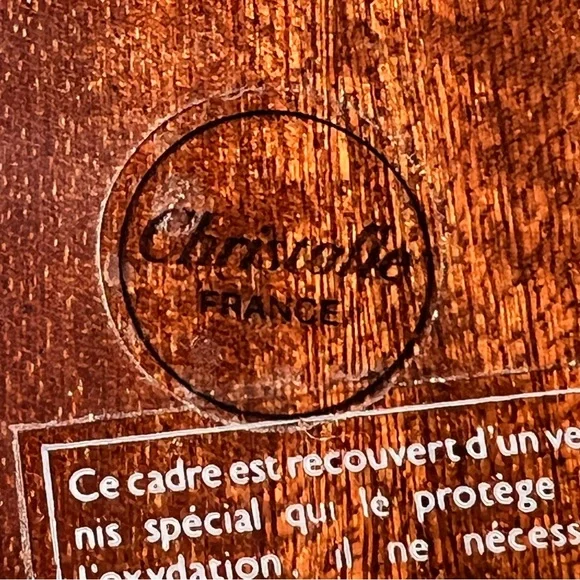 Christofle
FRANCE
Ce cadre est recouvert d'un ve
nis spécial qui le protège
l'oxydation, il ne nécess